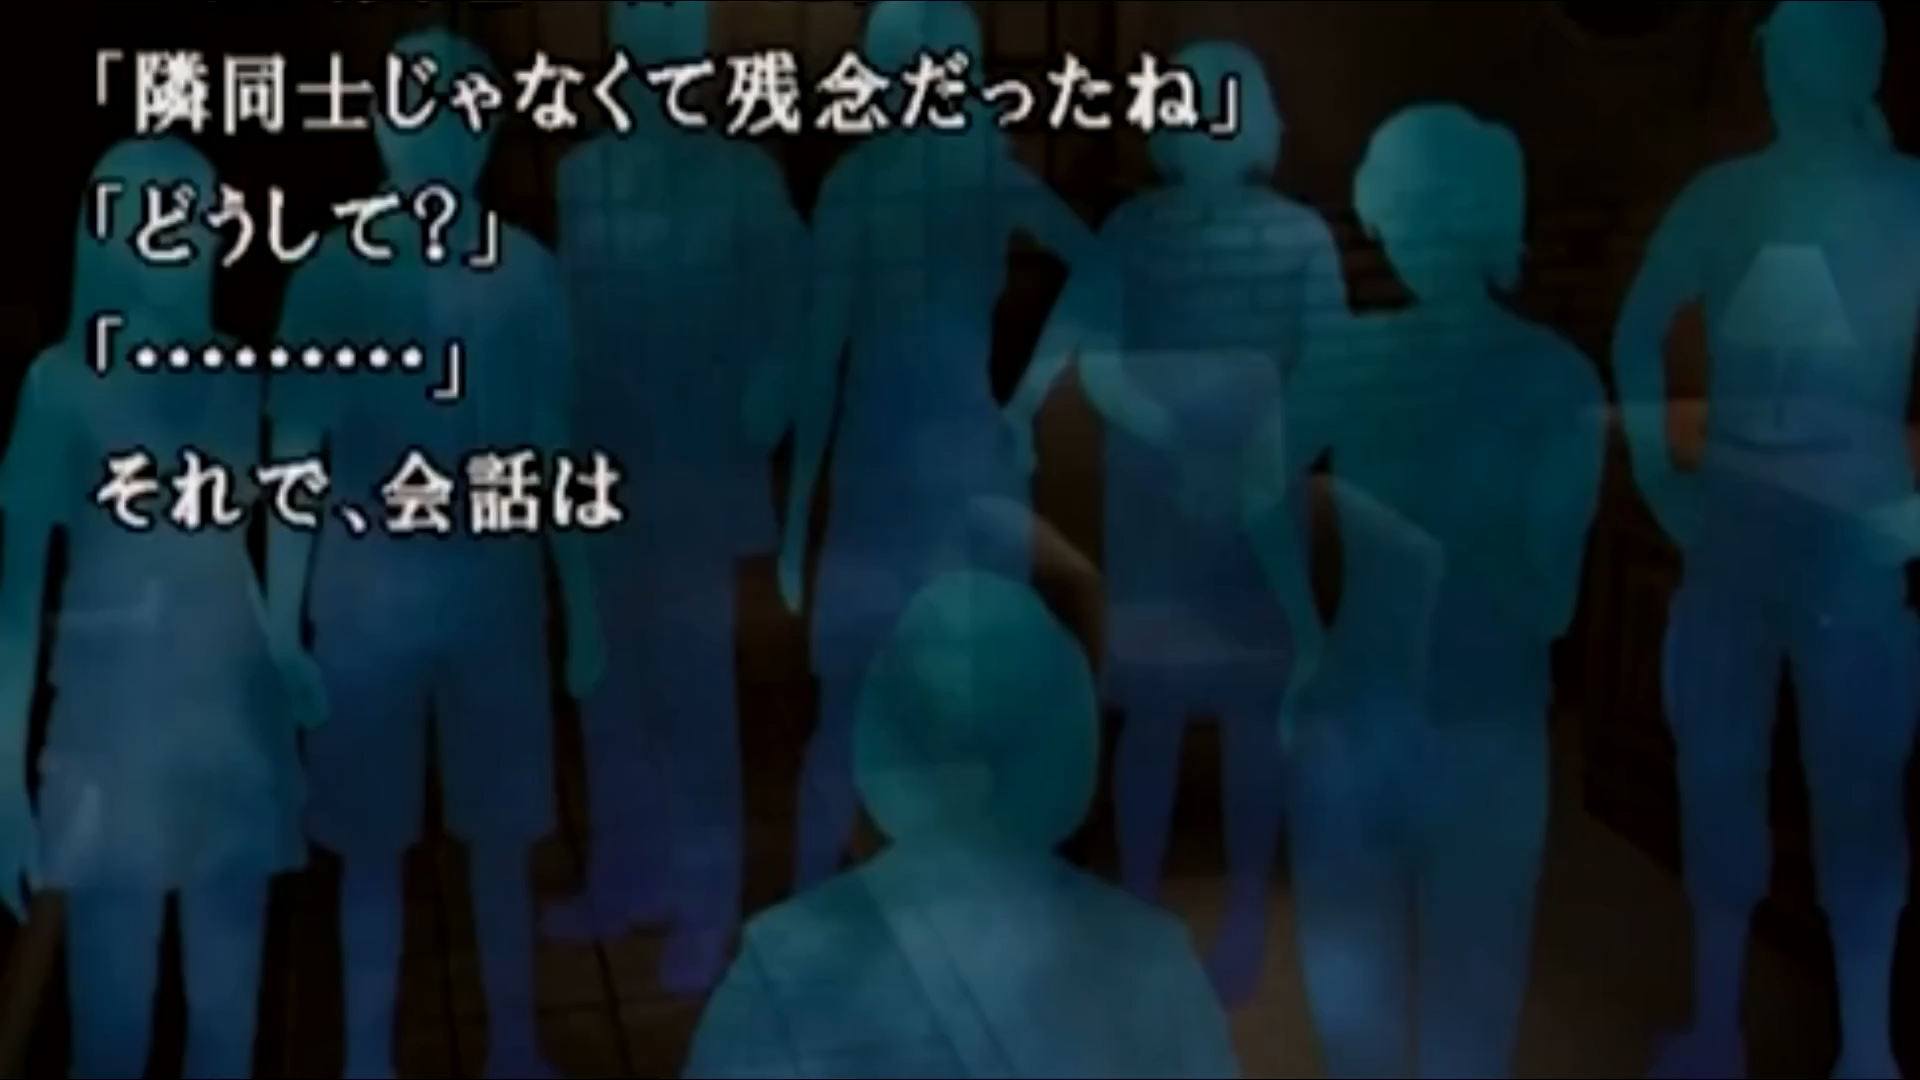 「隣同士じゃなくて残念だったね」
「どうして?」
「………」
それで、会話は